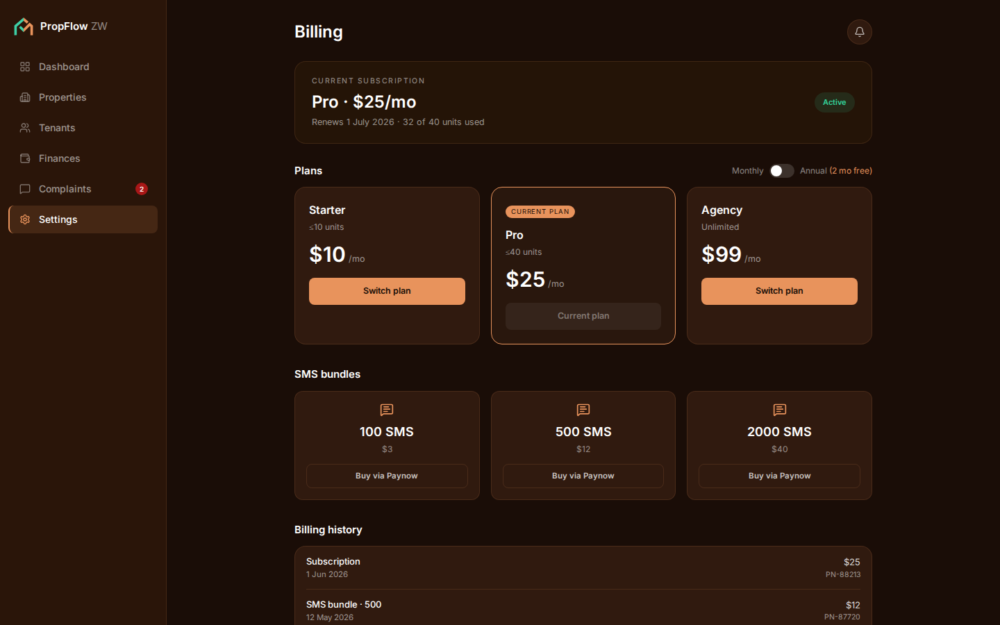 PropFlow ZW
Dashboard
Properties
Tenants
Finances
Complaints 2
Settings
Billing
CURRENT SUBSCRIPTION
Pro · $25/mo
Renews 1 July 2026 · 32 of 40 units used
Active
Plans
Monthly Annual (2 mo free)
Starter
≤10 units
$10 /mo
Switch plan
CURRENT PLAN
Pro
≤40 units
$25 /mo
Current plan
Agency
Unlimited
$99 /mo
Switch plan
SMS bundles
100 SMS
$3
Buy via Paynow
500 SMS
$12
Buy via Paynow
2000 SMS
$40
Buy via Paynow
Billing history
Subscription $25
1 Jun 2026 PN-88213
SMS bundle · 500 $12
12 May 2026 PN-87720